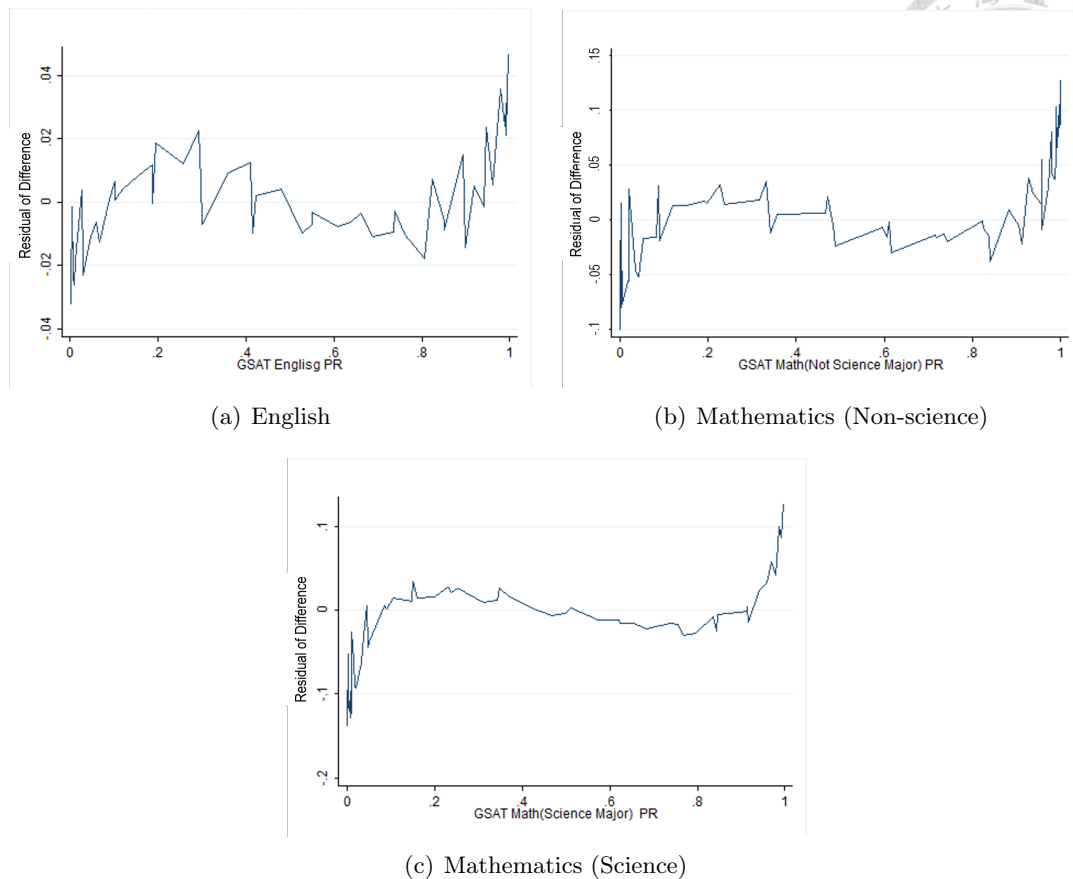 .04
.02
0
-.02
-.04
Residual of Difference
0 .2 .4 .6 .8 1
GSAT Englisg PR
(a) English
.15
.1
.05
0
-.05
-.1
Residual of Difference
0 .2 .4 .6 .8 1
GSAT Math(Not Science Major) PR
(b) Mathematics (Non-science)
.1
0
-.1
-.2
Residual of Difference
0 .2 .4 .6 .8 1
GSAT Math(Science Major) PR
(c) Mathematics (Science)